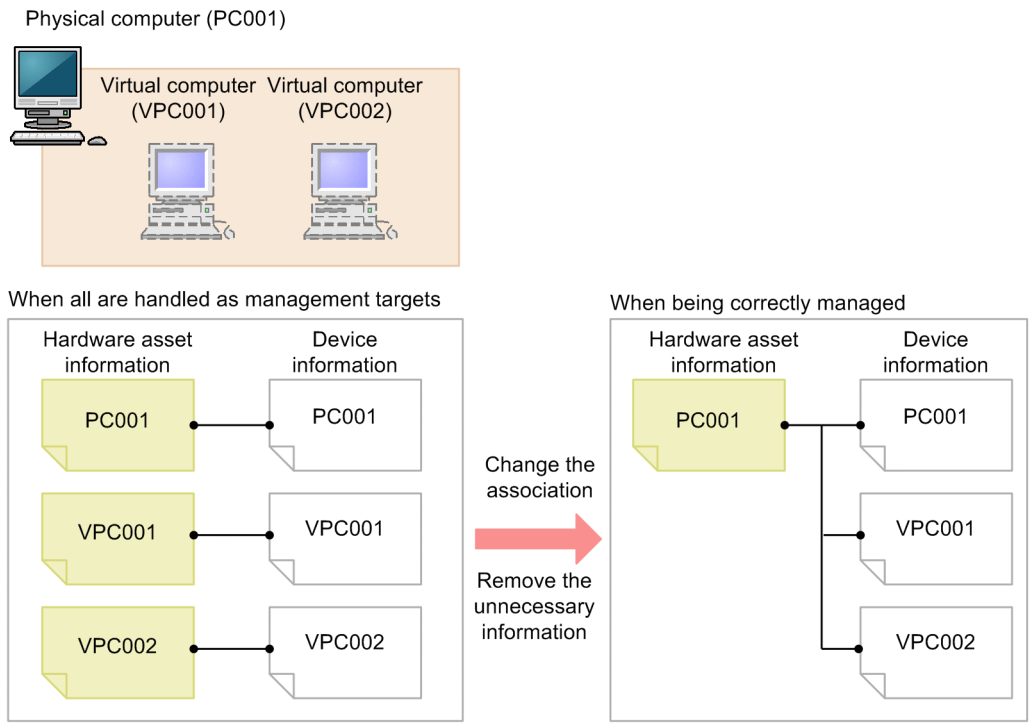 Physical computer (PC001)
Virtual computer
(VPC001)
Virtual computer
(VPC002)
When all are handled as management targets
Hardware asset
information
Device
information
PC001
PC001
VPC001
VPC001
VPC002
VPC002
Change the
association
Remove the
unnecessary
information
When being correctly managed
Hardware asset
information
Device
information
PC001
PC001
VPC001
VPC002